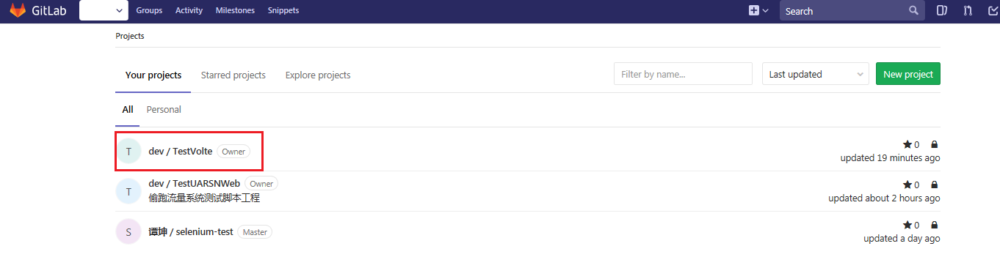 GitLab Groups Activity Milestones Snippets Search
Projects
Your projects Starred projects Explore projects Filter by name... Last updated New project
All Personal
T dev / TestVolte Owner 0
updated 19 minutes ago
T dev / TestUARSNWeb Owner 0
偷跑流量系统测试脚本工程 updated about 2 hours ago
S 谭坤 / selenium-test Master 0
updated a day ago